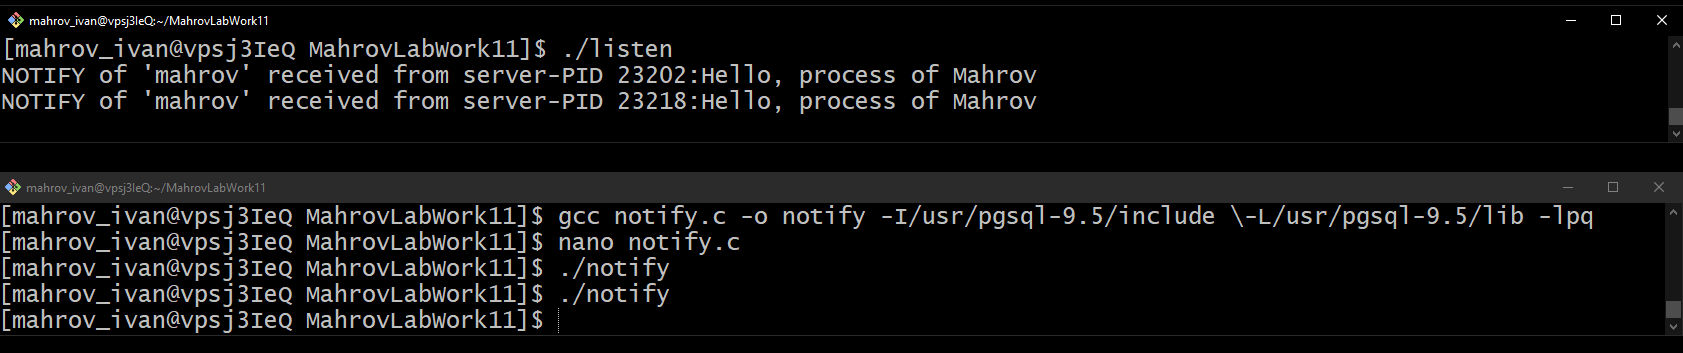 mahrov_ivan@vpsj3IeQ:~/MahrovLabWork11
[mahrov_ivan@vpsj3IeQ MahrovLabWork11]$ ./listen
NOTIFY of 'mahrov' received from server-PID 23202:Hello, process of Mahrov
NOTIFY of 'mahrov' received from server-PID 23218:Hello, process of Mahrov
mahrov_ivan@vpsj3IeQ:~/MahrovLabWork11
[mahrov_ivan@vpsj3IeQ MahrovLabWork11]$ gcc notify.c -o notify -I/usr/pgsql-9.5/include \-L/usr/pgsql-9.5/lib -lpq
[mahrov_ivan@vpsj3IeQ MahrovLabWork11]$ nano notify.c
[mahrov_ivan@vpsj3IeQ MahrovLabWork11]$ ./notify
[mahrov_ivan@vpsj3IeQ MahrovLabWork11]$ ./notify
[mahrov_ivan@vpsj3IeQ MahrovLabWork11]$